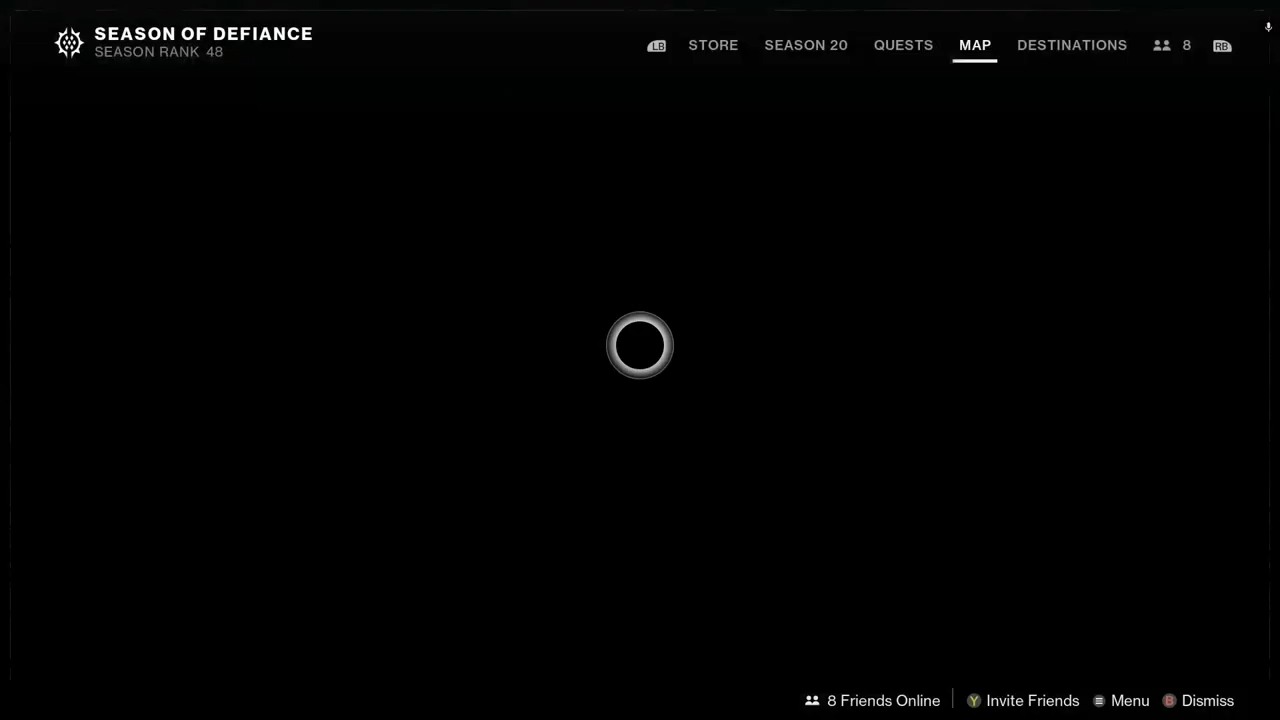 SEASON OF DEFIANCE
SEASON RANK 48
LB STORE SEASON 20 QUESTS MAP DESTINATIONS 8 RB
8 Friends Online Y Invite Friends Menu B Dismiss